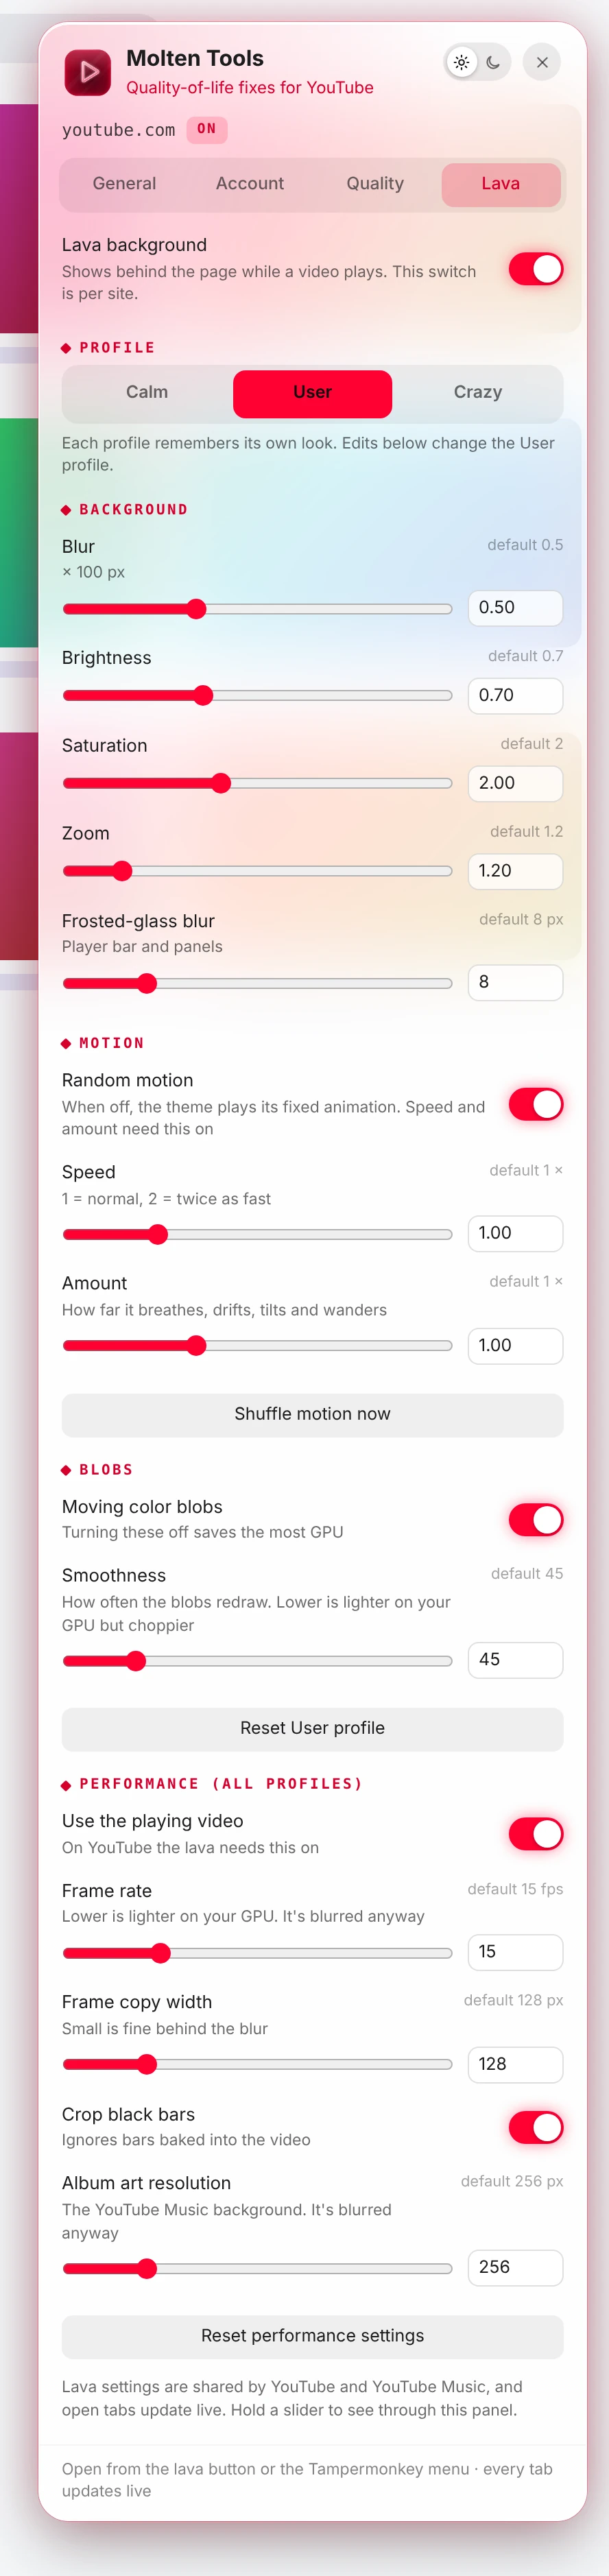 Molten Tools
Quality-of-life fixes for YouTube
youtube.com ON
General Account Quality Lava
Lava background
Shows behind the page while a video plays. This switch
is per site.
PROFILE
Calm User Crazy
Each profile remembers its own look. Edits below change the User
profile.
BACKGROUND
Blur default 0.5
× 100 px
0.50
Brightness default 0.7
0.70
Saturation default 2
2.00
Zoom default 1.2
1.20
Frosted-glass blur default 8 px
Player bar and panels
8
MOTION
Random motion
When off, the theme plays its fixed animation. Speed and
amount need this on
Speed default 1 ×
1 = normal, 2 = twice as fast
1.00
Amount default 1 ×
How far it breathes, drifts, tilts and wanders
1.00
Shuffle motion now
BLOBS
Moving color blobs
Turning these off saves the most GPU
Smoothness default 45
How often the blobs redraw. Lower is lighter on your
GPU but choppier
45
Reset User profile
PERFORMANCE (ALL PROFILES)
Use the playing video
On YouTube the lava needs this on
Frame rate default 15 fps
Lower is lighter on your GPU. It's blurred anyway
15
Frame copy width default 128 px
Small is fine behind the blur
128
Crop black bars
Ignores bars baked into the video
Album art resolution default 256 px
The YouTube Music background. It's blurred
anyway
256
Reset performance settings
Lava settings are shared by YouTube and YouTube Music, and
open tabs update live. Hold a slider to see through this panel.
Open from the lava button or the Tampermonkey menu · every tab
updates live